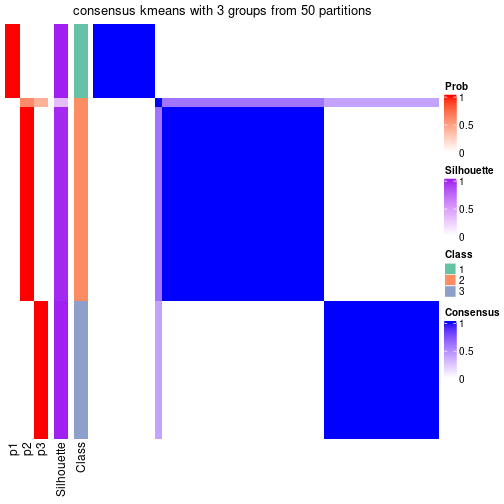 consensus kmeans with 3 groups from 50 partitions
Prob
1
0.5
0
Silhouette
1
0.5
0
Class
1
2
3
Consensus
1
0.5
0
p1
p2
p3
Silhouette
Class